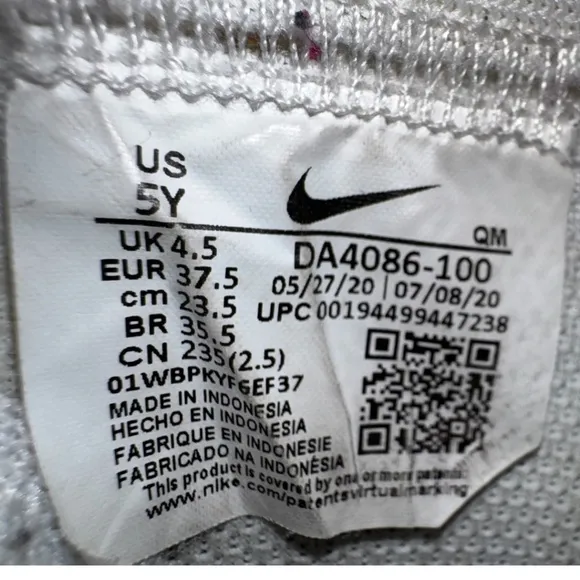 US
5Y
QM
UK 4.5
EUR 37.5
cm 23.5
BR 35.5
CN 235(2.5)
DA4086-100
05/27/20 | 07/08/20
UPC 00194499447238
01WBPKYF6EF37
MADE IN INDONESIA
HECHO EN INDONESIA
FABRIQUE EN INDONESIE
FABRICADO NA INDONÉSIA
This product is covered by one or more patents:
www.nike.com/patentsvirtualmarking